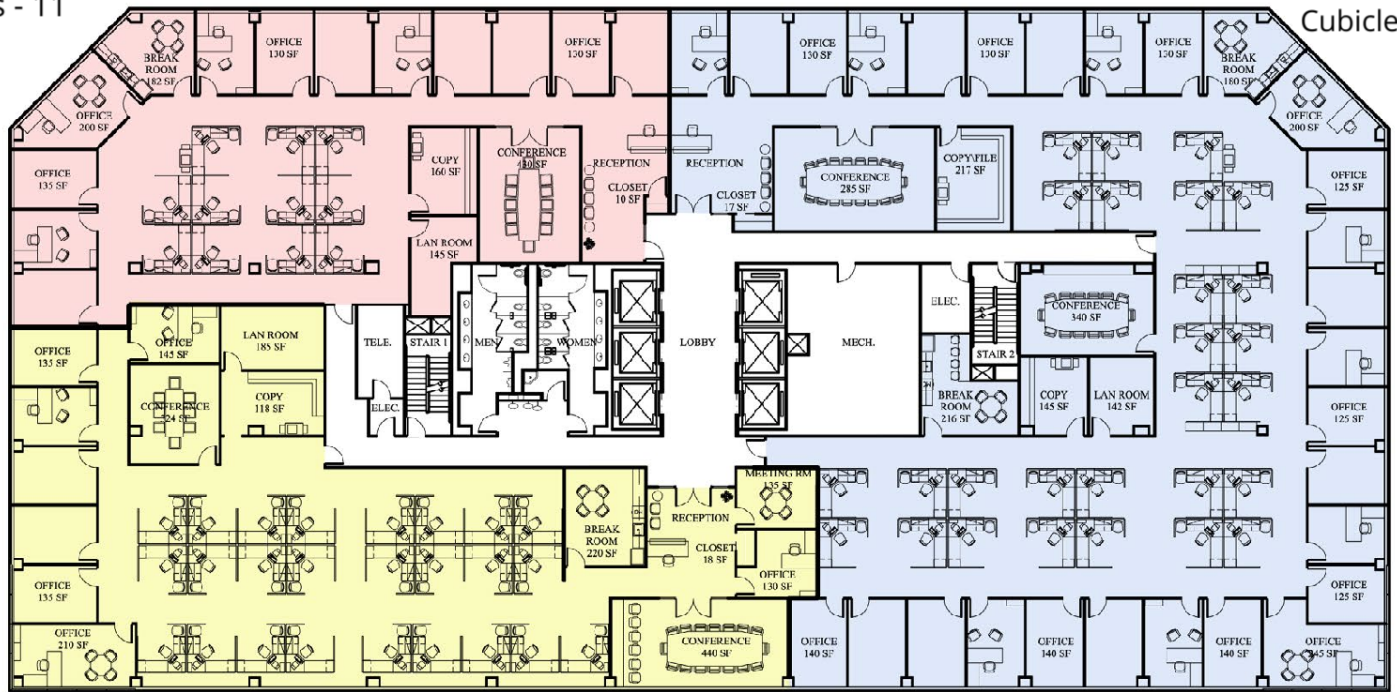 s - 11
Cubicle
BREAK
ROOM
182 SF
OFFICE
130 SF
OFFICE
130 SF
OFFICE
130 SF
OFFICE
130 SF
OFFICE
130 SF
BREAK
ROOM
180 SF
OFFICE
200 SF
OFFICE
200 SF
OFFICE
135 SF
COPY
160 SF
CONFERENCE
430 SF
RECEPTION
CLOSET
10 SF
RECEPTION
CLOSET
17 SF
CONFERENCE
285 SF
COPY\FILE
217 SF
OFFICE
125 SF
LAN ROOM
145 SF
ELEC.
CONFERENCE
340 SF
OFFICE
135 SF
OFFICE
145 SF
LAN ROOM
185 SF
TELE.
STAIR 1
MEN
WOMEN
LOBBY
MECH.
STAIR 2
CONFERENCE
324 SF
COPY
118 SF
ELEC.
BREAK
ROOM
216 SF
COPY
145 SF
LAN ROOM
142 SF
OFFICE
125 SF
MEETING RM
135 SF
BREAK
ROOM
220 SF
RECEPTION
CLOSET
18 SF
OFFICE
130 SF
OFFICE
135 SF
OFFICE
125 SF
OFFICE
210 SF
CONFERENCE
440 SF
OFFICE
140 SF
OFFICE
140 SF
OFFICE
140 SF
OFFICE
245 SF